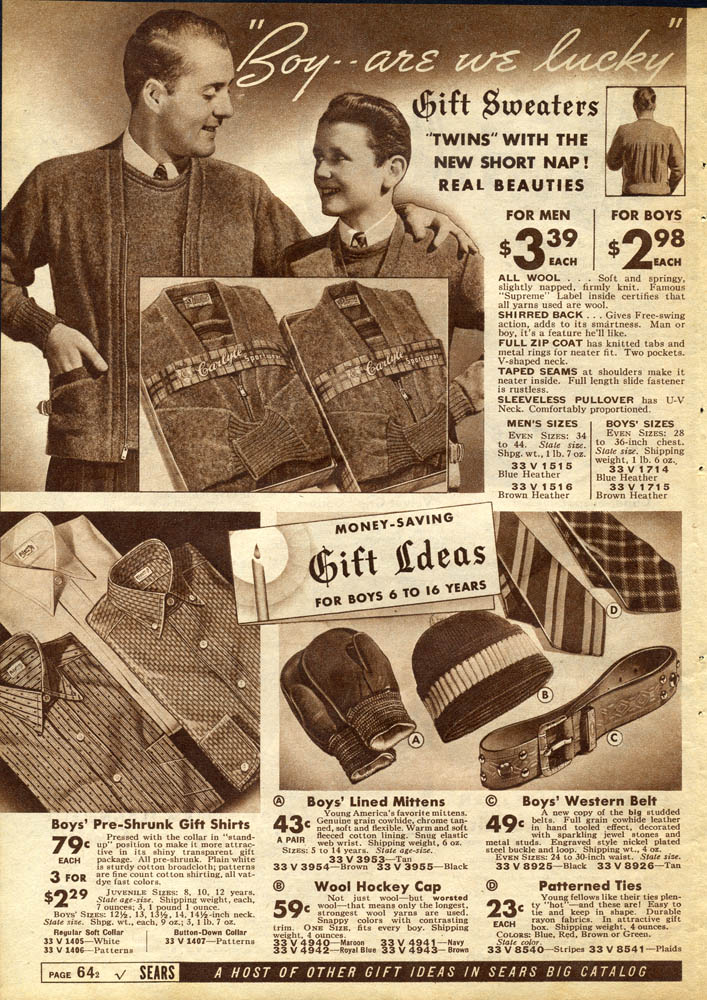 "Boy--are we lucky"
Gift Sweaters
"TWINS" WITH THE
NEW SHORT NAP!
REAL BEAUTIES
FOR MEN
$3.39
EACH
FOR BOYS
$2.98
EACH
ALL WOOL . . . Soft and springy,
slightly napped, firmly knit. Famous
"Supreme" Label inside certifies that
all yarns used are wool.
SHIRRED BACK . . . Gives Free-swing
action, adds to its smartness. Man or
boy, it's a feature he'll like.
FULL ZIP COAT has knitted tabs and
metal rings for neater fit. Two pockets.
V-shaped neck.
TAPED SEAMS at shoulders make it
neater inside. Full length slide fastener
is rustless.
SLEEVELESS PULLOVER has U-V
Neck. Comfortably proportioned.
MEN'S SIZES
EVEN SIZES: 34
to 44. State size.
Shpg. wt., 1 lb. 7 oz.
33 V 1515
Blue Heather
33 V 1516
Brown Heather
BOYS' SIZES
EVEN SIZES: 28
to 36-inch chest.
State size. Shipping
weight, 1 lb. 6 oz.
33 V 1714
Blue Heather
33 V 1715
Brown Heather
Carlyle Sportswear
Carlyle Sportswear
MONEY-SAVING
Gift Ideas
FOR BOYS 6 TO 16 YEARS
A
B
C
D
Boys' Pre-Shrunk Gift Shirts
79c
EACH
3 FOR
$2.29
Pressed with the collar in "stand-
up" position to make it more attrac-
tive in its shiny transparent gift
package. All pre-shrunk. Plain white
is sturdy cotton broadcloth; patterns
are fine count cotton shirting, all vat-
dye fast colors.
JUVENILE SIZES: 8, 10, 12 years.
State age-size. Shipping weight, each,
7 ounces; 3, 1 pound 1 ounce.
BOYS' SIZES: 12½, 13, 13½, 14, 14½-inch neck.
State size. Shpg. wt., each, 9 oz.; 3, 1 lb. 7 oz.
Regular Soft Collar
33 V 1405—White
33 V 1406—Patterns
Button-Down Collar
33 V 1407—Patterns
A Boys' Lined Mittens
43c
A PAIR
Young America's favorite mittens.
Genuine grain cowhide, chrome tan-
ned, soft and flexible. Warm and soft
fleeced cotton lining. Snug elastic
web wrist. Shipping weight, 6 oz.
SIZES: 5 to 14 years. State age-size.
33 V 3953—Tan
33 V 3954—Brown 33 V 3955—Black
B Wool Hockey Cap
59c
Not just wool—but worsted
wool—that means only the longest,
strongest wool yarns are used.
Snappy colors with contrasting
trim. ONE SIZE, fits every boy. Shipping
weight, 4 ounces.
33 V 4940—Maroon 33 V 4941—Navy
33 V 4942—Royal Blue 33 V 4943—Brown
C Boys' Western Belt
49c
A new copy of the big studded
belts. Full grain cowhide leather
in hand tooled effect, decorated
with sparkling jewel stones and
metal studs. Engraved style nickel plated
steel buckle and loop. Shipping wt., 4 oz.
EVEN SIZES: 24 to 30-inch waist. State size.
33 V 8925—Black 33 V 8926—Tan
D Patterned Ties
23c
EACH
Young fellows like their ties plen-
ty "hot"—and these are! Easy to
tie and keep in shape. Durable
rayon fabrics. In attractive gift
box. Shipping weight, 4 ounces.
COLORS: Blue, Red, Brown or Green.
State color.
33 V 8540—Stripes 33 V 8541—Plaids
PAGE 642 √ SEARS A HOST OF OTHER GIFT IDEAS IN SEARS BIG CATALOG